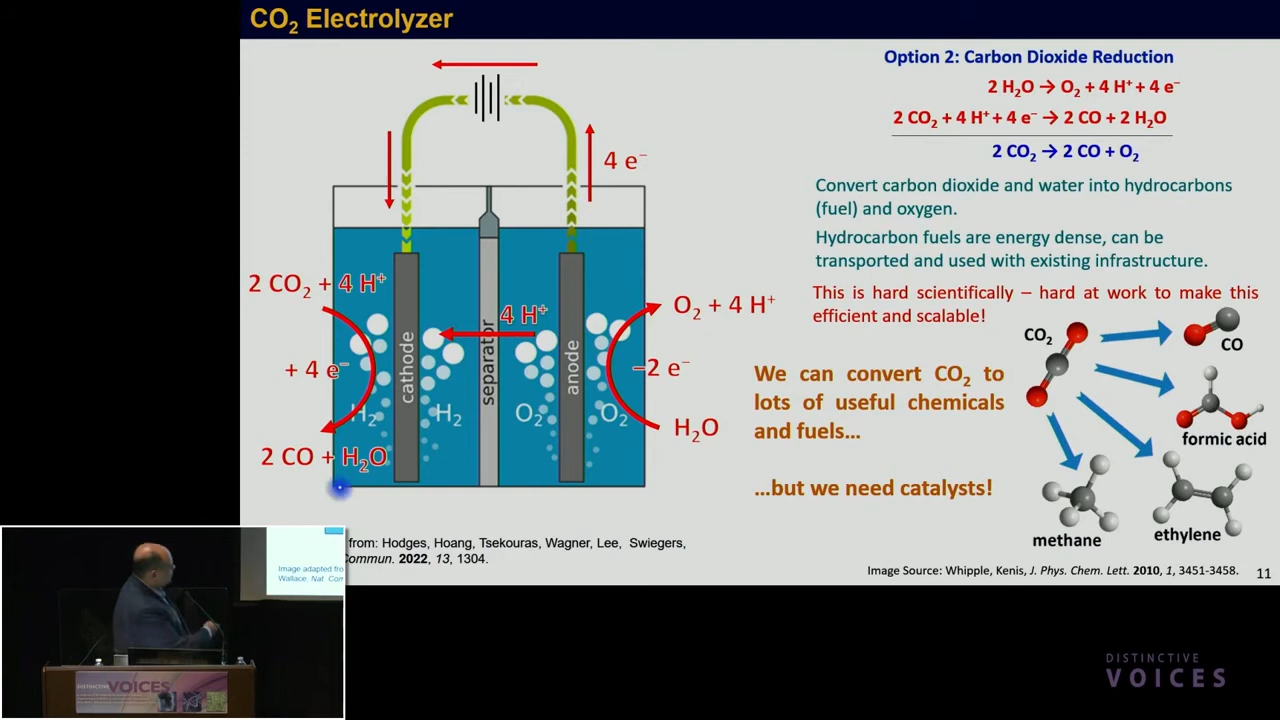 CO₂ Electrolyzer
Option 2: Carbon Dioxide Reduction
2 H₂O → O₂ + 4 H⁺ + 4 e⁻
2 CO₂ + 4 H⁺ + 4 e⁻ → 2 CO + 2 H₂O
2 CO₂ → 2 CO + O₂
Convert carbon dioxide and water into hydrocarbons
(fuel) and oxygen.
Hydrocarbon fuels are energy dense, can be
transported and used with existing infrastructure.
This is hard scientifically – hard at work to make this
efficient and scalable!
4 e⁻
2 CO₂ + 4 H⁺
+ 4 e⁻
2 CO + H₂O
H₂
cathode
H₂
4 H⁺
separator
O₂
anode
O₂
O₂ + 4 H⁺
–2 e⁻
H₂O
We can convert CO₂ to
lots of useful chemicals
and fuels…
…but we need catalysts!
CO₂
CO
formic acid
methane
ethylene
from: Hodges, Hoang, Tsekouras, Wagner, Lee, Swiegers,
Commun. 2022, 13, 1304.
Image Source: Whipple, Kenis, J. Phys. Chem. Lett. 2010, 1, 3451-3458.
11
Image adapted fro
Wallace. Nat. Com
DISTINCTIVE
VOICES
DISTINCTIVE
VOICES